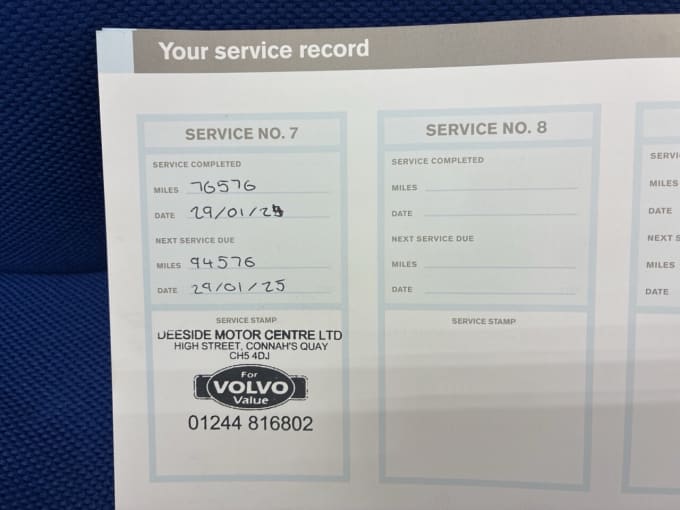 Your service record
SERVICE NO. 7
SERVICE COMPLETED
MILES 76576
DATE 29/01/24
NEXT SERVICE DUE
MILES 94576
DATE 29/01/25
SERVICE STAMP
DEESIDE MOTOR CENTRE LTD
HIGH STREET, CONNAH'S QUAY
CH5 4DJ
For
VOLVO
Value
01244 816802
SERVICE NO. 8
SERVICE COMPLETED
MILES
DATE
NEXT SERVICE DUE
MILES
DATE
SERVICE STAMP
SERVI
MILES
DATE
NEXT S
MILES
DATE